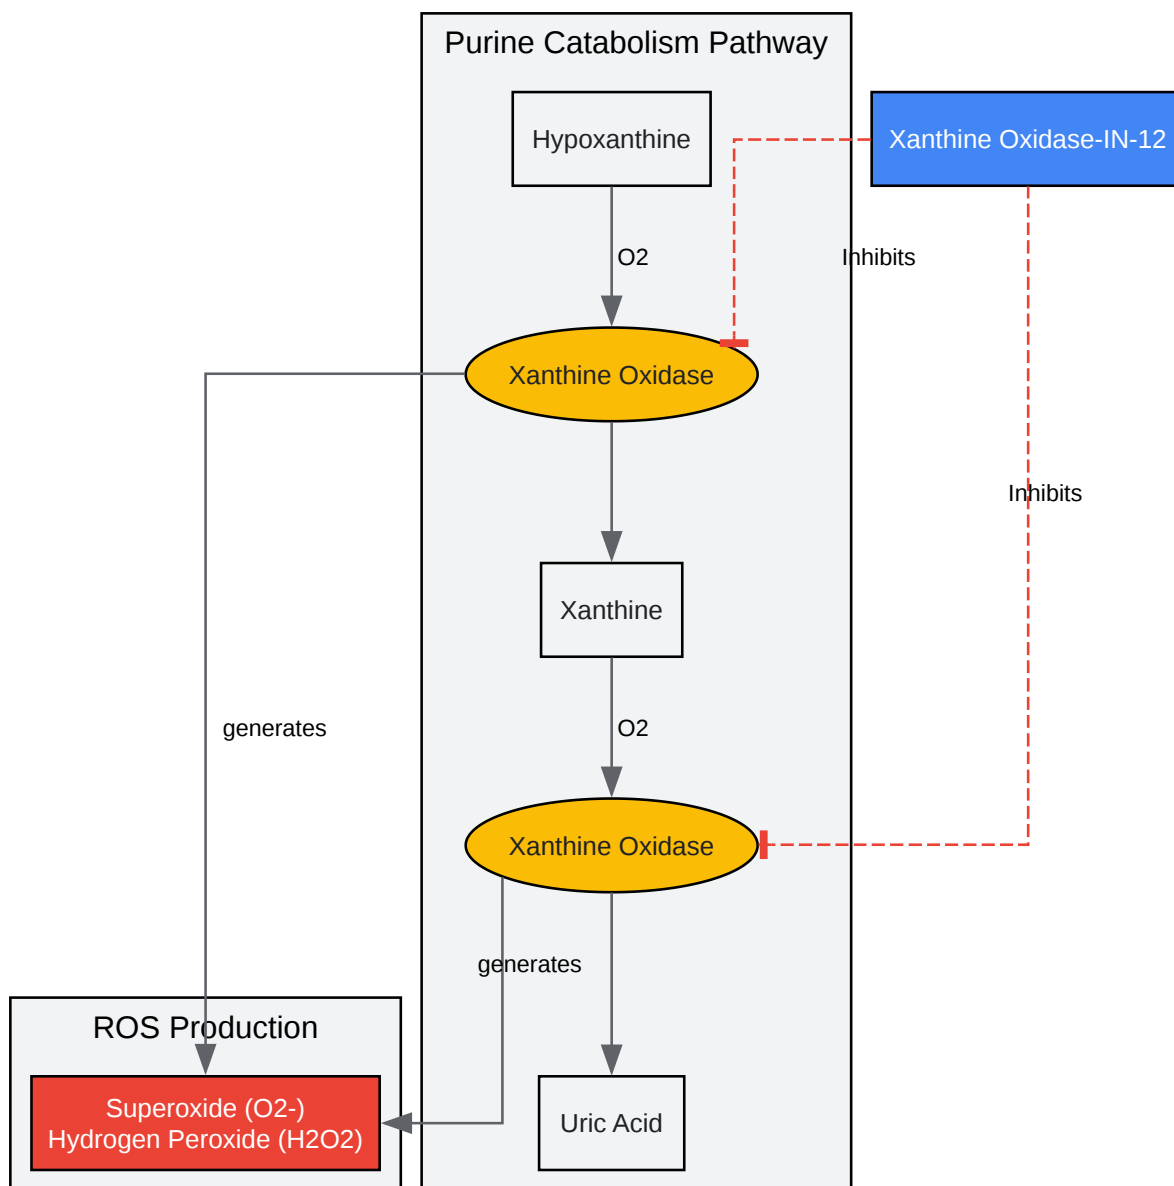 Purine Catabolism Pathway
Hypoxanthine
Xanthine Oxidase-IN-12
O2
Inhibits
Xanthine Oxidase
Inhibits
Xanthine
generates
O2
Xanthine Oxidase
generates
ROS Production
Superoxide (O2-)
Hydrogen Peroxide (H2O2)
Uric Acid